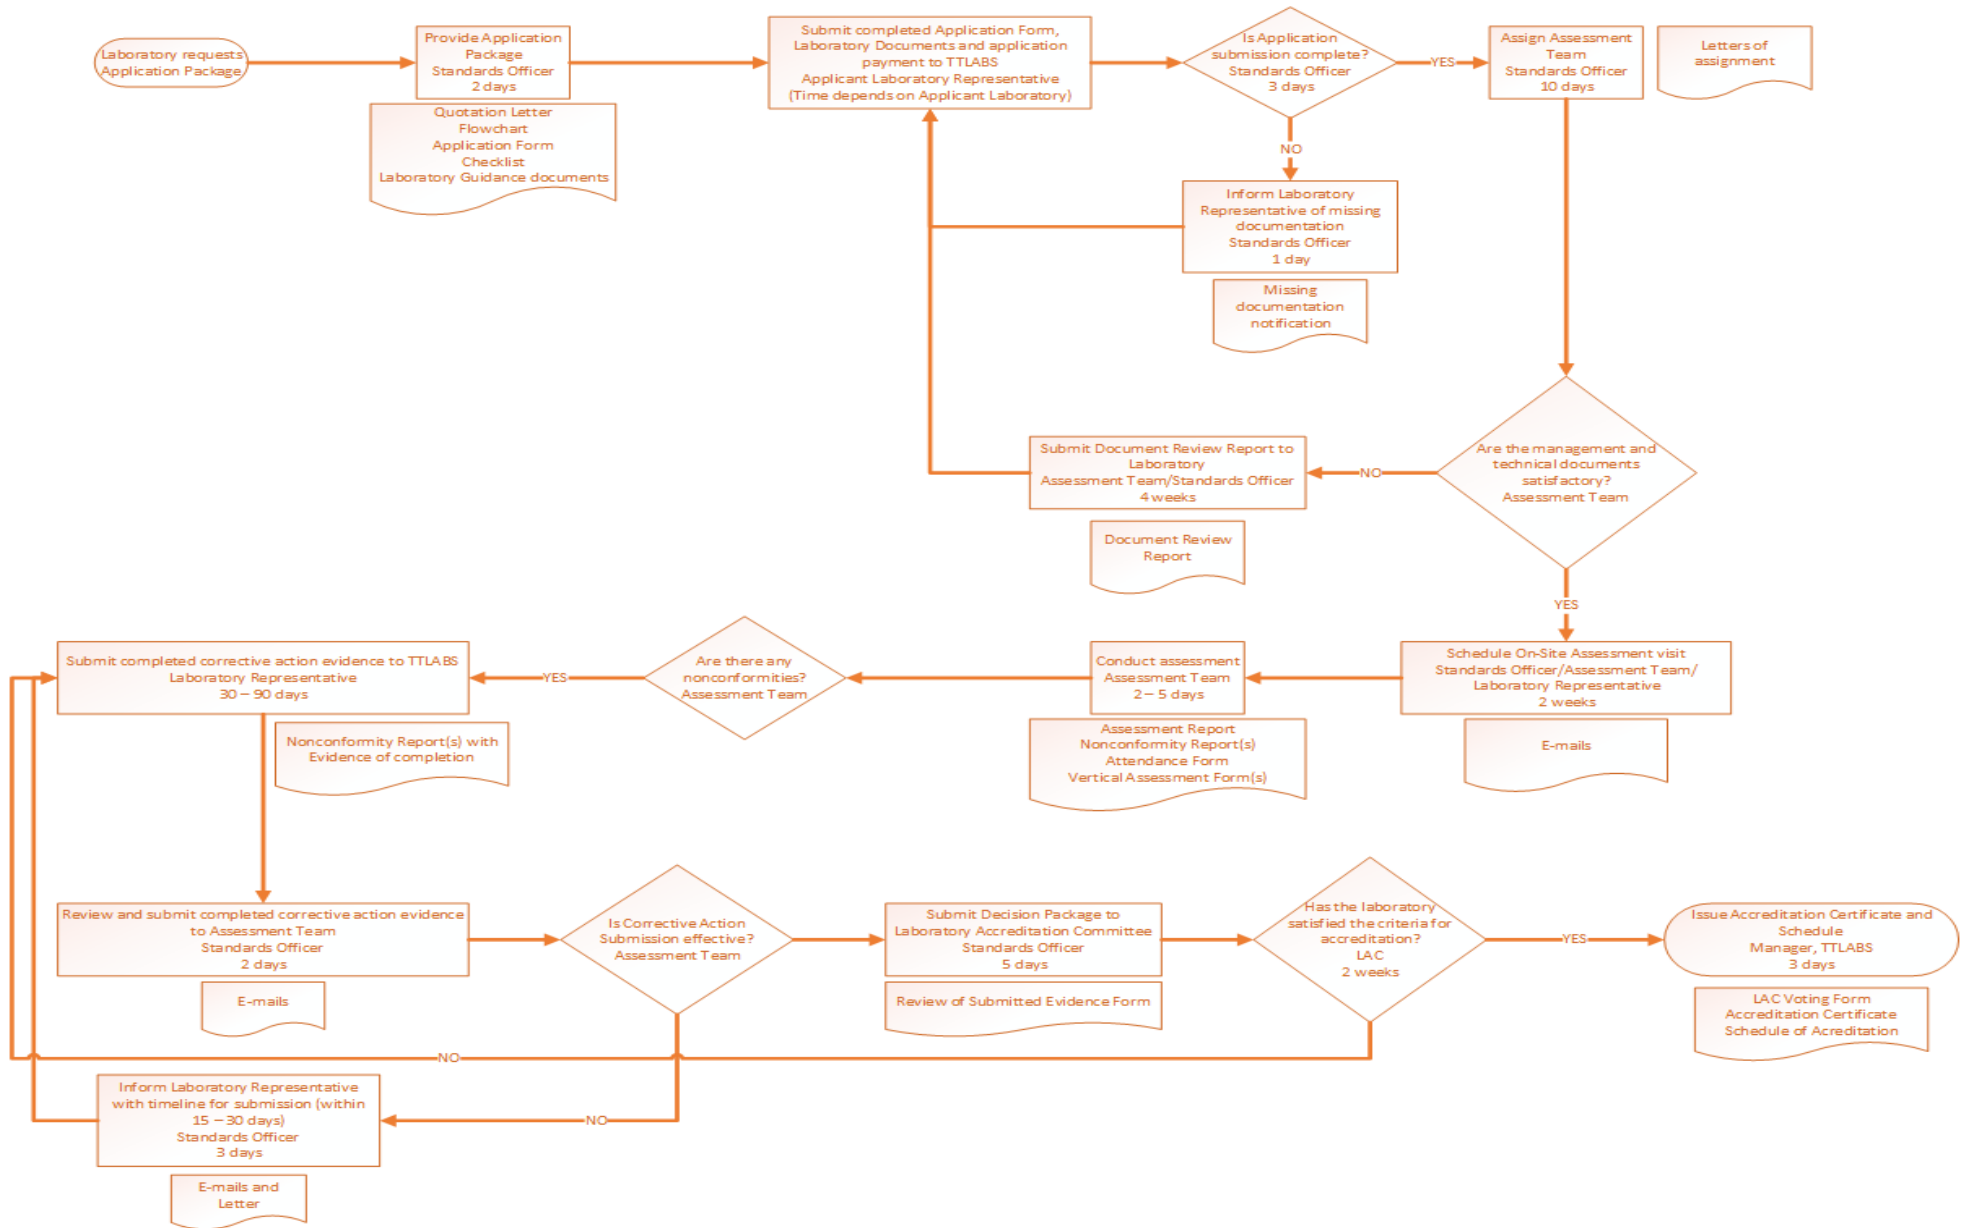 Laboratory requests
Application Package
Provide Application
Package
Standards Officer
2 days
Quotation Letter
Flowchart
Application Form
Checklist
Laboratory Guidance documents
Submit completed Application Form,
Laboratory Documents and application
payment to TTLABS
Applicant Laboratory Representative
(Time depends on Applicant Laboratory)
Is Application
submission complete?
Standards Officer
3 days
YES
Assign Assessment
Team
Standards Officer
10 days
Letters of
assignment
NO
Inform Laboratory
Representative of missing
documentation
Standards Officer
1 day
Missing
documentation
notification
Are the management and
technical documents
satisfactory?
Assessment Team
NO
Submit Document Review Report to
Laboratory
Assessment Team/Standards Officer
4 weeks
Document Review
Report
YES
Schedule On-Site Assessment visit
Standards Officer/Assessment Team/
Laboratory Representative
2 weeks
E-mails
Conduct assessment
Assessment Team
2 – 5 days
Assessment Report
Nonconformity Report(s)
Attendance Form
Vertical Assessment Form(s)
Are there any
nonconformities?
Assessment Team
YES
Submit completed corrective action evidence to TTLABS
Laboratory Representative
30 – 90 days
Nonconformity Report(s) with
Evidence of completion
Review and submit completed corrective action evidence
to Assessment Team
Standards Officer
2 days
E-mails
Is Corrective Action
Submission effective?
Assessment Team
Submit Decision Package to
Laboratory Accreditation Committee
Standards Officer
5 days
Review of Submitted Evidence Form
Has the laboratory
satisfied the criteria for
accreditation?
LAC
2 weeks
YES
Issue Accreditation Certificate and
Schedule
Manager, TTLABS
3 days
LAC Voting Form
Accreditation Certificate
Schedule of Acreditation
NO
Inform Laboratory Representative
with timeline for submission (within
15 – 30 days)
Standards Officer
3 days
NO
E-mails and
Letter